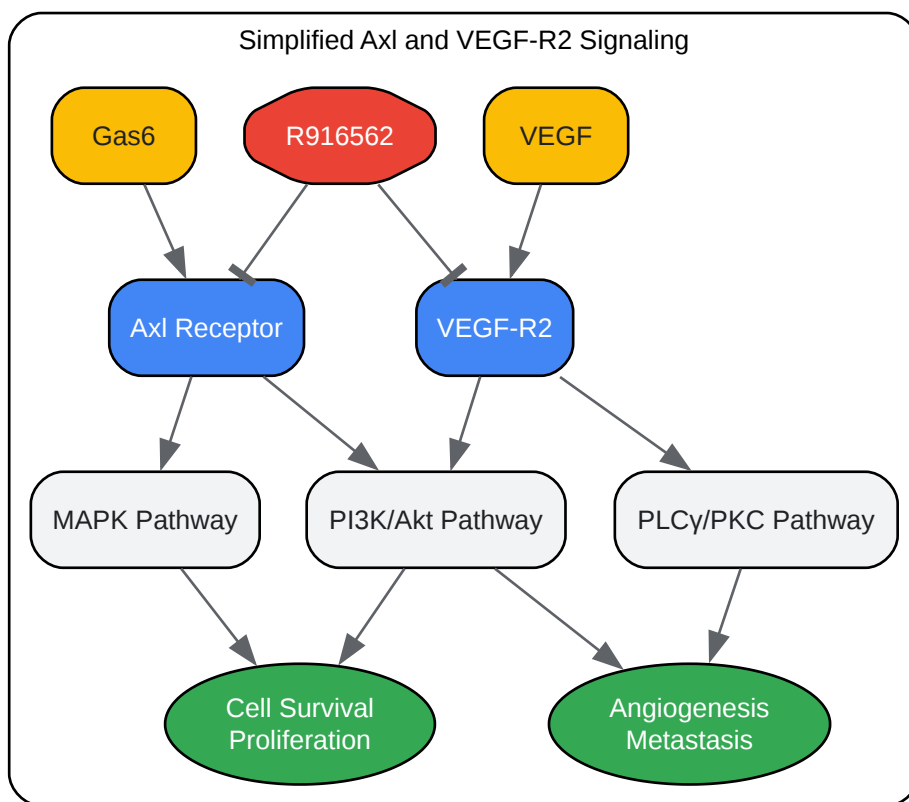 Simplified Axl and VEGF-R2 Signaling
Gas6
R916562
VEGF
Axl Receptor
VEGF-R2
MAPK Pathway
PI3K/Akt Pathway
PLCγ/PKC Pathway
Cell Survival
Proliferation
Angiogenesis
Metastasis